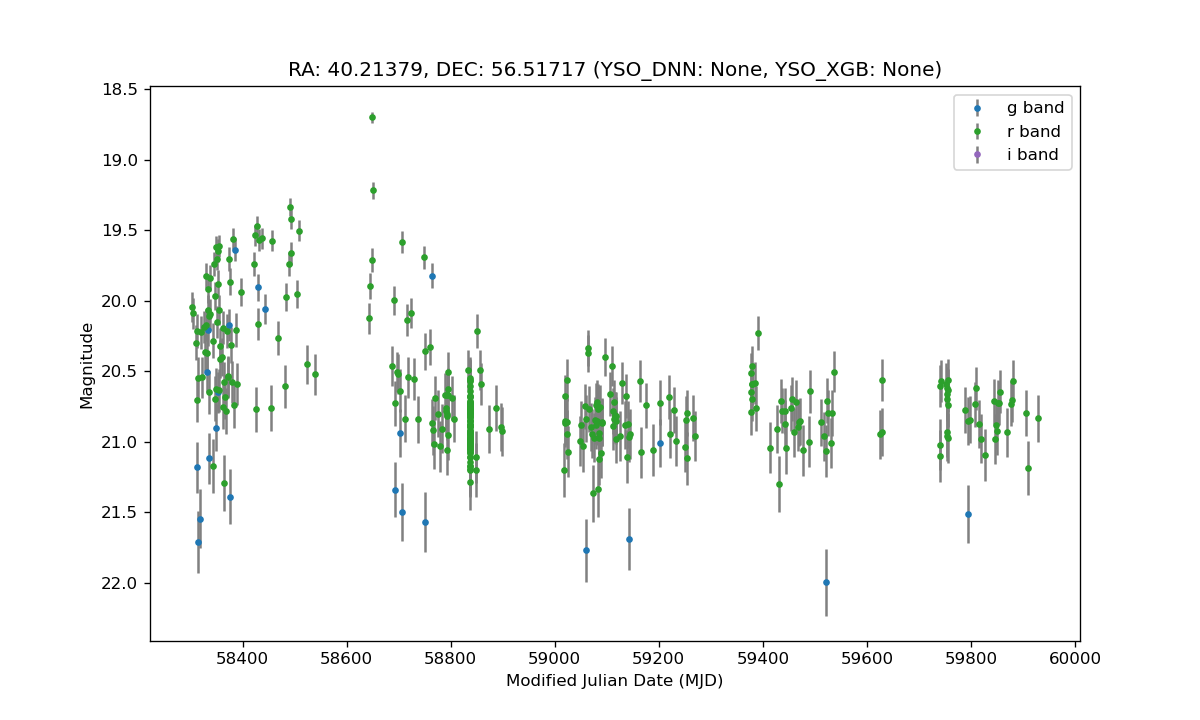 RA: 40.21379, DEC: 56.51717 (YSO_DNN: None, YSO_XGB: None)
g band
r band
i band
18.5
19.0
19.5
20.0
20.5
21.0
21.5
22.0
Magnitude
58400
58600
58800
59000
59200
59400
59600
59800
60000
Modified Julian Date (MJD)